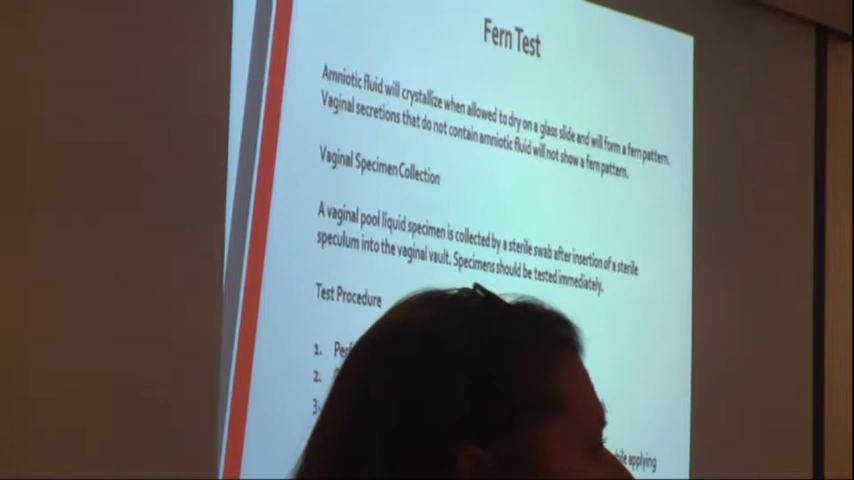 Fern Test
Amniotic fluid will crystallize when allowed to dry on a glass slide and will form a fern pattern.
Vaginal secretions that do not contain amniotic fluid will not show a fern pattern.
Vaginal Specimen Collection
A vaginal pool liquid specimen is collected by a sterile swab after insertion of a sterile
speculum into the vaginal vault. Specimens should be tested immediately.
Test Procedure
1.
2.
3.
applying